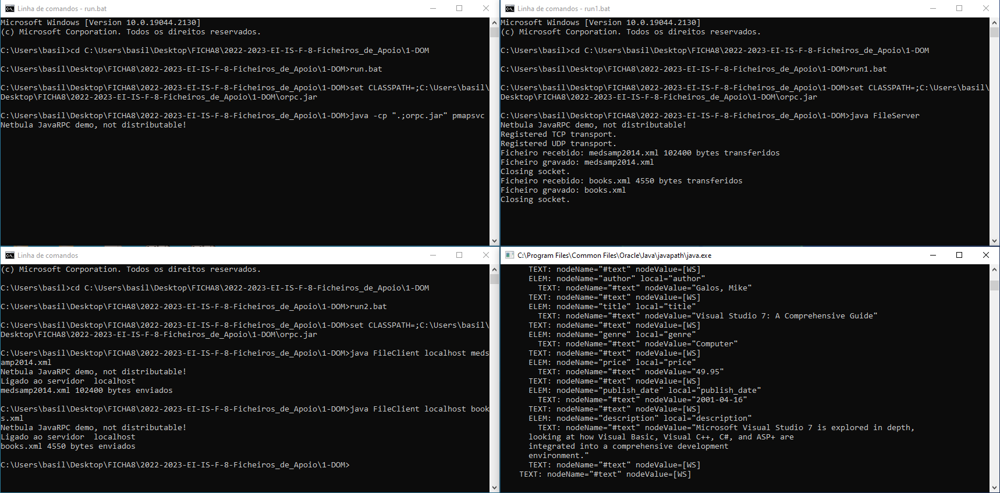 Linha de comandos - run.bat
Microsoft Windows [Version 10.0.19044.2130]
(c) Microsoft Corporation. Todos os direitos reservados.
C:\Users\basil>cd C:\Users\basil\Desktop\FICHA8\2022-2023-EI-IS-F-8-Ficheiros_de_Apoio\1-DOM
C:\Users\basil\Desktop\FICHA8\2022-2023-EI-IS-F-8-Ficheiros_de_Apoio\1-DOM>run.bat
C:\Users\basil\Desktop\FICHA8\2022-2023-EI-IS-F-8-Ficheiros_de_Apoio\1-DOM>set CLASSPATH=;C:\Users\basil\
Desktop\FICHA8\2022-2023-EI-IS-F-8-Ficheiros_de_Apoio\1-DOM\orpc.jar
C:\Users\basil\Desktop\FICHA8\2022-2023-EI-IS-F-8-Ficheiros_de_Apoio\1-DOM>java -cp ".;orpc.jar" pmapsvc
Netbula JavaRPC demo, not distributable!
Linha de comandos - run1.bat
Microsoft Windows [Version 10.0.19044.2130]
(c) Microsoft Corporation. Todos os direitos reservados.
C:\Users\basil>cd C:\Users\basil\Desktop\FICHA8\2022-2023-EI-IS-F-8-Ficheiros_de_Apoio\1-DOM
C:\Users\basil\Desktop\FICHA8\2022-2023-EI-IS-F-8-Ficheiros_de_Apoio\1-DOM>run1.bat
C:\Users\basil\Desktop\FICHA8\2022-2023-EI-IS-F-8-Ficheiros_de_Apoio\1-DOM>set CLASSPATH=;C:\Users\basil\
Desktop\FICHA8\2022-2023-EI-IS-F-8-Ficheiros_de_Apoio\1-DOM\orpc.jar
C:\Users\basil\Desktop\FICHA8\2022-2023-EI-IS-F-8-Ficheiros_de_Apoio\1-DOM>java FileServer
Netbula JavaRPC demo, not distributable!
Registered TCP transport.
Registered UDP transport.
Ficheiro recebido: medsamp2014.xml 102400 bytes transferidos
Ficheiro gravado: medsamp2014.xml
Closing socket.
Ficheiro recebido: books.xml 4550 bytes transferidos
Ficheiro gravado: books.xml
Closing socket.
Linha de comandos
(c) Microsoft Corporation. Todos os direitos reservados.
C:\Users\basil>cd C:\Users\basil\Desktop\FICHA8\2022-2023-EI-IS-F-8-Ficheiros_de_Apoio\1-DOM
C:\Users\basil\Desktop\FICHA8\2022-2023-EI-IS-F-8-Ficheiros_de_Apoio\1-DOM>run2.bat
C:\Users\basil\Desktop\FICHA8\2022-2023-EI-IS-F-8-Ficheiros_de_Apoio\1-DOM>set CLASSPATH=;C:\Users\basil\
Desktop\FICHA8\2022-2023-EI-IS-F-8-Ficheiros_de_Apoio\1-DOM\orpc.jar
C:\Users\basil\Desktop\FICHA8\2022-2023-EI-IS-F-8-Ficheiros_de_Apoio\1-DOM>java FileClient localhost meds
amp2014.xml
Netbula JavaRPC demo, not distributable!
Ligado ao servidor  localhost
medsamp2014.xml 102400 bytes enviados
C:\Users\basil\Desktop\FICHA8\2022-2023-EI-IS-F-8-Ficheiros_de_Apoio\1-DOM>java FileClient localhost book
s.xml
Netbula JavaRPC demo, not distributable!
Ligado ao servidor  localhost
books.xml 4550 bytes enviados
C:\Users\basil\Desktop\FICHA8\2022-2023-EI-IS-F-8-Ficheiros_de_Apoio\1-DOM>
C:\Program Files\Common Files\Oracle\Java\javapath\java.exe
TEXT: nodeName="#text" nodeValue=[WS]
ELEM: nodeName="author" local="author"
TEXT: nodeName="#text" nodeValue="Galos, Mike"
TEXT: nodeName="#text" nodeValue=[WS]
ELEM: nodeName="title" local="title"
TEXT: nodeName="#text" nodeValue="Visual Studio 7: A Comprehensive Guide"
TEXT: nodeName="#text" nodeValue=[WS]
ELEM: nodeName="genre" local="genre"
TEXT: nodeName="#text" nodeValue="Computer"
TEXT: nodeName="#text" nodeValue=[WS]
ELEM: nodeName="price" local="price"
TEXT: nodeName="#text" nodeValue="49.95"
TEXT: nodeName="#text" nodeValue=[WS]
ELEM: nodeName="publish_date" local="publish_date"
TEXT: nodeName="#text" nodeValue="2001-04-16"
TEXT: nodeName="#text" nodeValue=[WS]
ELEM: nodeName="description" local="description"
TEXT: nodeName="#text" nodeValue="Microsoft Visual Studio 7 is explored in depth,
looking at how Visual Basic, Visual C++, C#, and ASP+ are
integrated into a comprehensive development
environment."
TEXT: nodeName="#text" nodeValue=[WS]
TEXT: nodeName="#text" nodeValue=[WS]